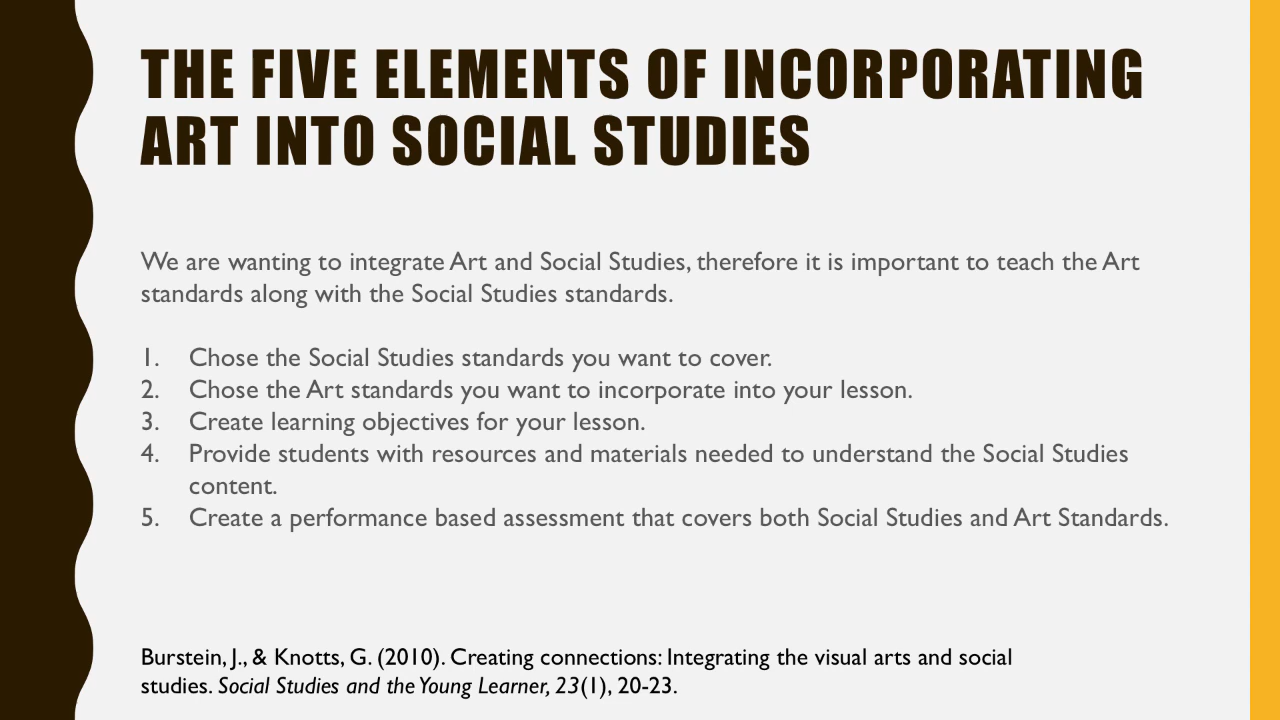 THE FIVE ELEMENTS OF INCORPORATING
ART INTO SOCIAL STUDIES
We are wanting to integrate Art and Social Studies, therefore it is important to teach the Art
standards along with the Social Studies standards.
1. Chose the Social Studies standards you want to cover.
2. Chose the Art standards you want to incorporate into your lesson.
3. Create learning objectives for your lesson.
4. Provide students with resources and materials needed to understand the Social Studies
content.
5. Create a performance based assessment that covers both Social Studies and Art Standards.
Burstein, J., & Knotts, G. (2010). Creating connections: Integrating the visual arts and social
studies. Social Studies and the Young Learner, 23(1), 20-23.